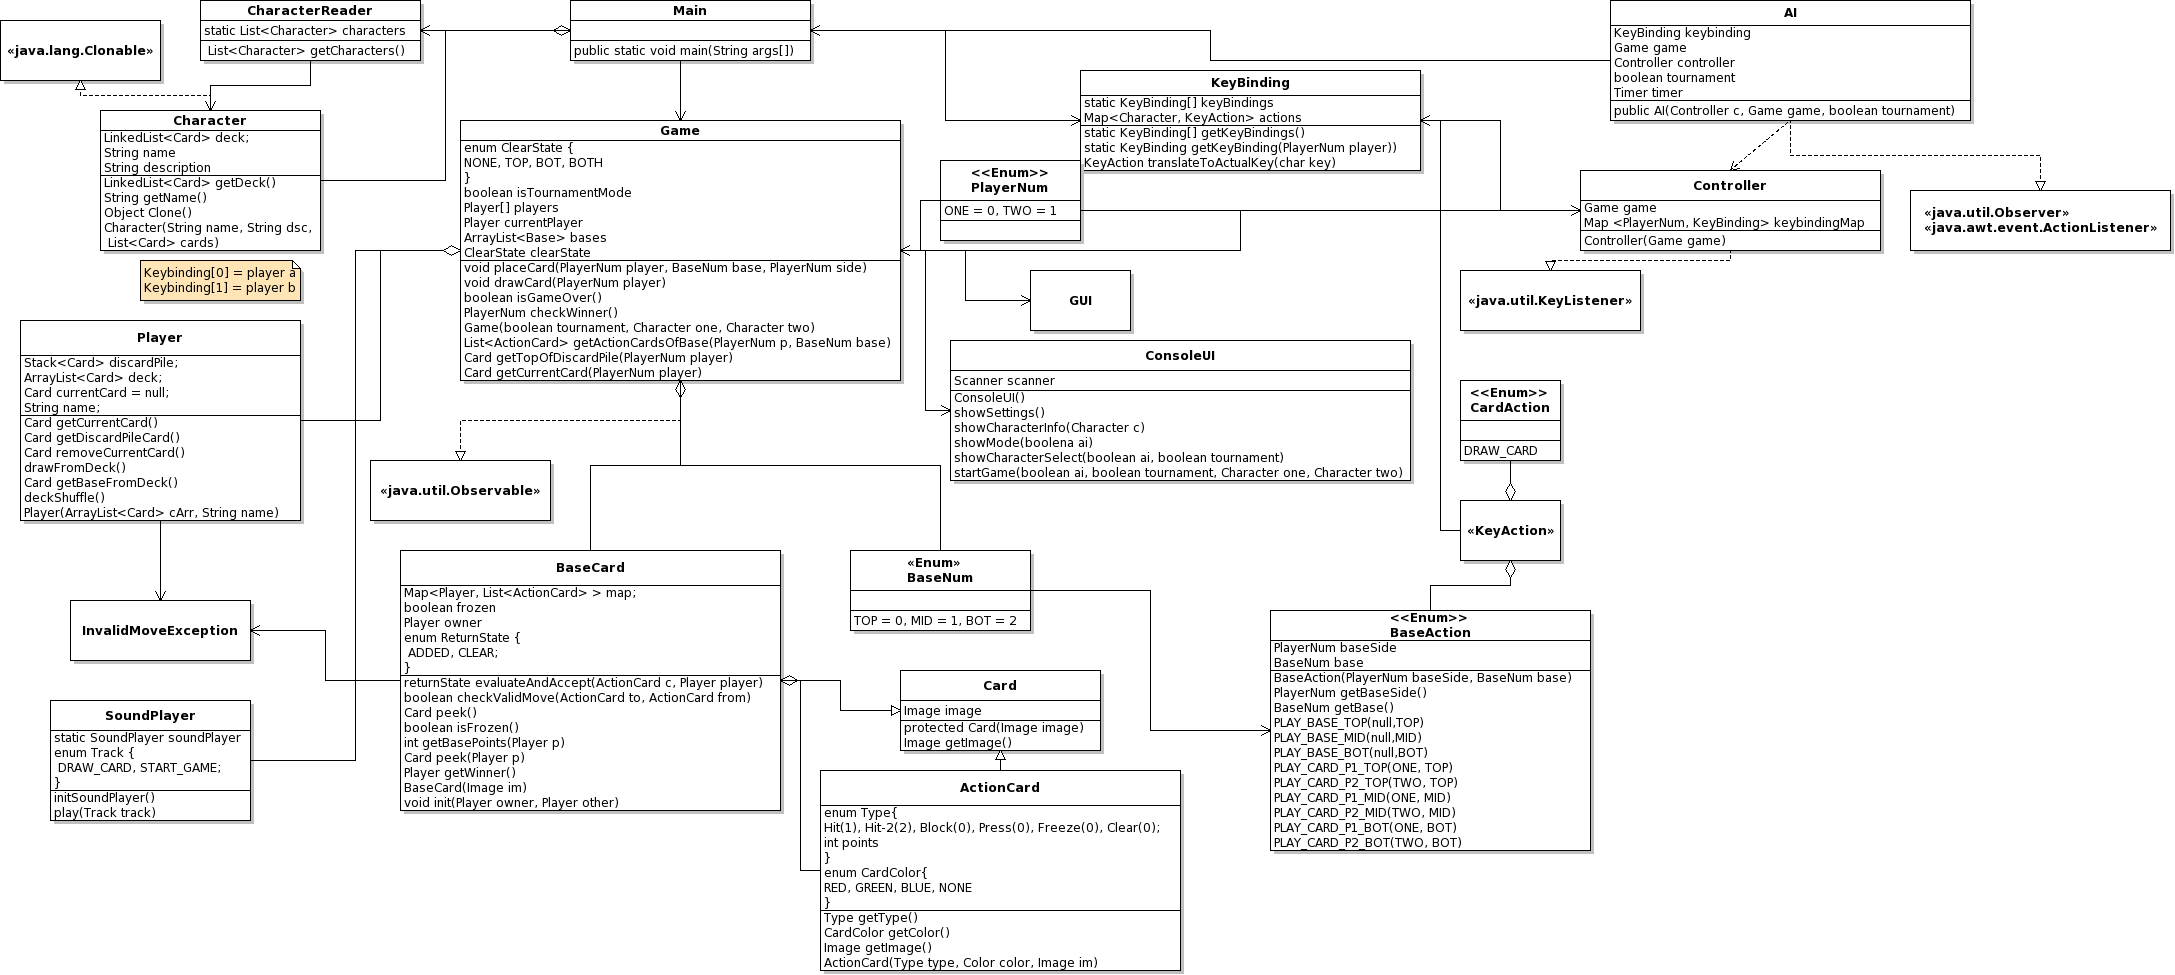 «java.lang.Clonable»
CharacterReader
static List<Character> characters
List<Character> getCharacters()
Main
public static void main(String args[])
AI
KeyBinding keybinding
Game game
Controller controller
boolean tournament
Timer timer
public AI(Controller c, Game game, boolean tournament)
KeyBinding
static KeyBinding[] keyBindings
Map<Character, KeyAction> actions
static KeyBinding[] getKeyBindings()
static KeyBinding getKeyBinding(PlayerNum player))
KeyAction translateToActualKey(char key)
Character
LinkedList<Card> deck;
String name
String description
LinkedList<Card> getDeck()
String getName()
Object Clone()
Character(String name, String dsc,
List<Card> cards)
Game
enum ClearState {
NONE, TOP, BOT, BOTH
}
boolean isTournamentMode
Player[] players
Player currentPlayer
ArrayList<Base> bases
ClearState clearState
void placeCard(PlayerNum player, BaseNum base, PlayerNum side)
void drawCard(PlayerNum player)
boolean isGameOver()
PlayerNum checkWinner()
Game(boolean tournament, Character one, Character two)
List<ActionCard> getActionCardsOfBase(PlayerNum p, BaseNum base)
Card getTopOfDiscardPile(PlayerNum player)
Card getCurrentCard(PlayerNum player)
<<Enum>>
PlayerNum
ONE = 0, TWO = 1
Controller
Game game
Map <PlayerNum, KeyBinding> keybindingMap
Controller(Game game)
«java.util.Observer»
«java.awt.event.ActionListener»
Keybinding[0] = player a
Keybinding[1] = player b
GUI
«java.util.KeyListener»
Player
Stack<Card> discardPile;
ArrayList<Card> deck;
Card currentCard = null;
String name;
Card getCurrentCard()
Card getDiscardPileCard()
Card removeCurrentCard()
drawFromDeck()
Card getBaseFromDeck()
deckShuffle()
Player(ArrayList<Card> cArr, String name)
ConsoleUI
Scanner scanner
ConsoleUI()
showSettings()
showCharacterInfo(Character c)
showMode(boolena ai)
showCharacterSelect(boolean ai, boolean tournament)
startGame(boolean ai, boolean tournament, Character one, Character two)
<<Enum>>
CardAction
DRAW_CARD
«java.util.Observable»
«KeyAction»
BaseCard
Map<Player, List<ActionCard> > map;
boolean frozen
Player owner
enum ReturnState {
ADDED, CLEAR;
}
returnState evaluateAndAccept(ActionCard c, Player player)
boolean checkValidMove(ActionCard to, ActionCard from)
Card peek()
boolean isFrozen()
int getBasePoints(Player p)
Card peek(Player p)
Player getWinner()
BaseCard(Image im)
void init(Player owner, Player other)
«Enum»
BaseNum
TOP = 0, MID = 1, BOT = 2
InvalidMoveException
<<Enum>>
BaseAction
PlayerNum baseSide
BaseNum base
BaseAction(PlayerNum baseSide, BaseNum base)
PlayerNum getBaseSide()
BaseNum getBase()
PLAY_BASE_TOP(null,TOP)
PLAY_BASE_MID(null,MID)
PLAY_BASE_BOT(null,BOT)
PLAY_CARD_P1_TOP(ONE, TOP)
PLAY_CARD_P2_TOP(TWO, TOP)
PLAY_CARD_P1_MID(ONE, MID)
PLAY_CARD_P2_MID(TWO, MID)
PLAY_CARD_P1_BOT(ONE, BOT)
PLAY_CARD_P2_BOT(TWO, BOT)
Card
Image image
protected Card(Image image)
Image getImage()
SoundPlayer
static SoundPlayer soundPlayer
enum Track {
DRAW_CARD, START_GAME;
}
initSoundPlayer()
play(Track track)
ActionCard
enum Type{
Hit(1), Hit-2(2), Block(0), Press(0), Freeze(0), Clear(0);
int points
}
enum CardColor{
RED, GREEN, BLUE, NONE
}
Type getType()
CardColor getColor()
Image getImage()
ActionCard(Type type, Color color, Image im)